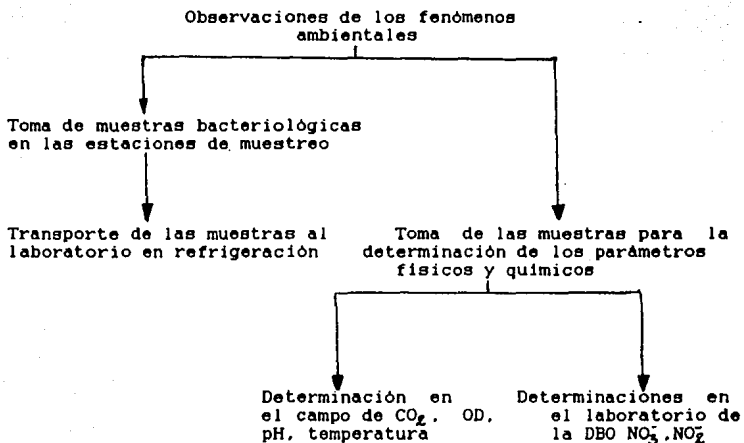 Observaciones de los fenómenos
ambientales
Toma de muestras bacteriológicas
en las estaciones de muestreo
Transporte de las muestras al
laboratorio en refrigeración
Toma de las muestras para la
determinación de los parámetros
físicos y químicos
Determinación en
el campo de CO₂, OD,
pH, temperatura
Determinaciones en
el laboratorio de
la DBO NO₃⁻,NO₂⁻